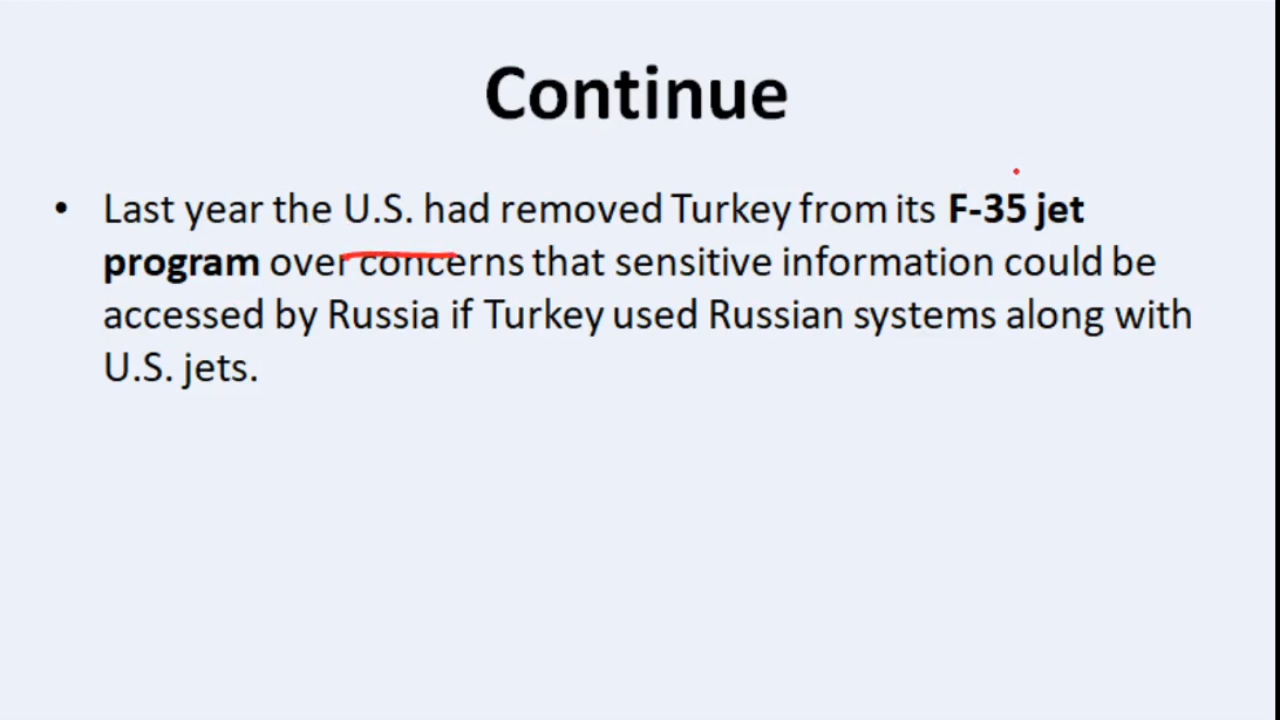 Continue
• Last year the U.S. had removed Turkey from its F-35 jet
program over concerns that sensitive information could be
accessed by Russia if Turkey used Russian systems along with
U.S. jets.